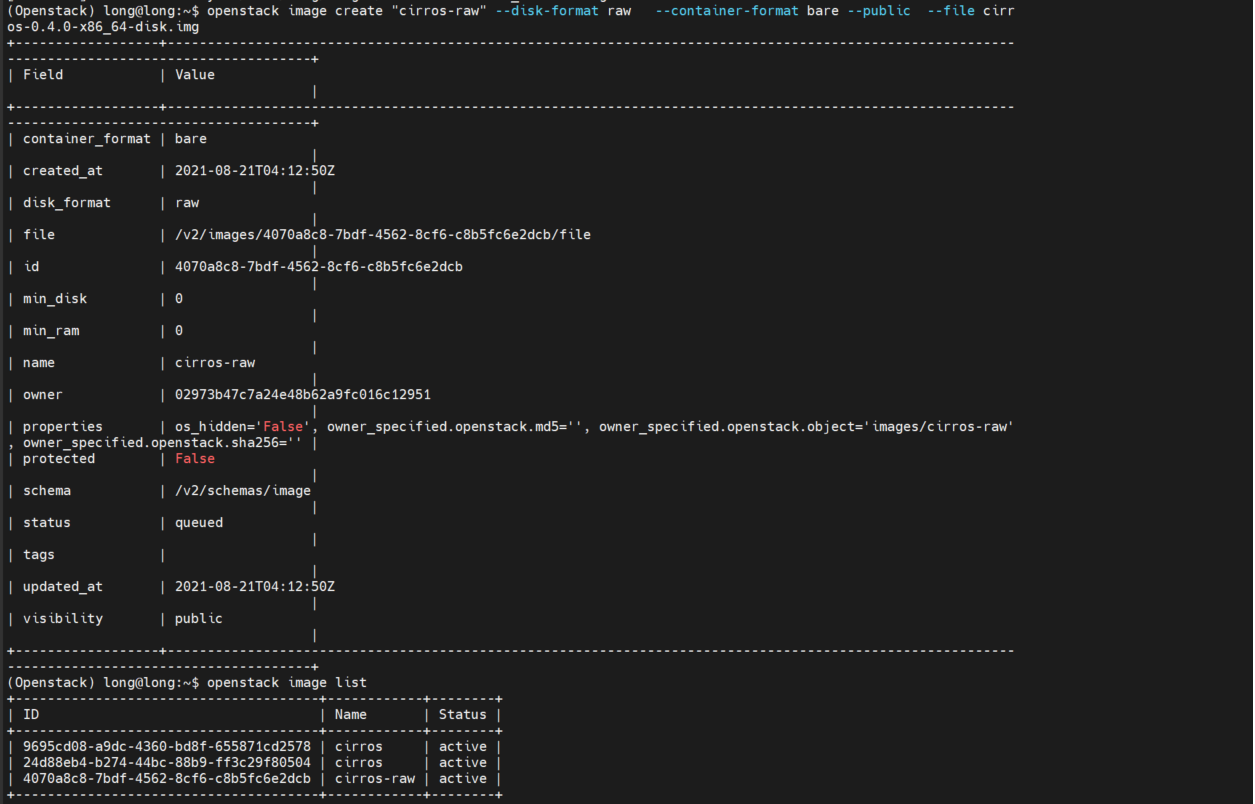 (Openstack) long@long:~$ openstack image create "cirros-raw" --disk-format raw   --container-format bare --public  --file cirr
os-0.4.0-x86_64-disk.img
+------------------+----------------------------------------------------------------------------------------------------------
--------------------------------------+
| Field            | Value
                                      |
+------------------+----------------------------------------------------------------------------------------------------------
--------------------------------------+
| container_format | bare
                                      |
| created_at       | 2021-08-21T04:12:50Z
                                      |
| disk_format      | raw
                                      |
| file             | /v2/images/4070a8c8-7bdf-4562-8cf6-c8b5fc6e2dcb/file
                                      |
| id               | 4070a8c8-7bdf-4562-8cf6-c8b5fc6e2dcb
                                      |
| min_disk         | 0
                                      |
| min_ram          | 0
                                      |
| name             | cirros-raw
                                      |
| owner            | 02973b47c7a24e48b62a9fc016c12951
                                      |
| properties       | os_hidden='False', owner_specified.openstack.md5='', owner_specified.openstack.object='images/cirros-raw'
, owner_specified.openstack.sha256='' |
| protected        | False
                                      |
| schema           | /v2/schemas/image
                                      |
| status           | queued
                                      |
| tags             |
                                      |
| updated_at       | 2021-08-21T04:12:50Z
                                      |
| visibility       | public
                                      |
+------------------+----------------------------------------------------------------------------------------------------------
--------------------------------------+
(Openstack) long@long:~$ openstack image list
+--------------------------------------+------------+--------+
| ID                                   | Name       | Status |
+--------------------------------------+------------+--------+
| 9695cd08-a9dc-4360-bd8f-655871cd2578 | cirros     | active |
| 24d88eb4-b274-44bc-88b9-ff3c29f80504 | cirros     | active |
| 4070a8c8-7bdf-4562-8cf6-c8b5fc6e2dcb | cirros-raw | active |
+--------------------------------------+------------+--------+